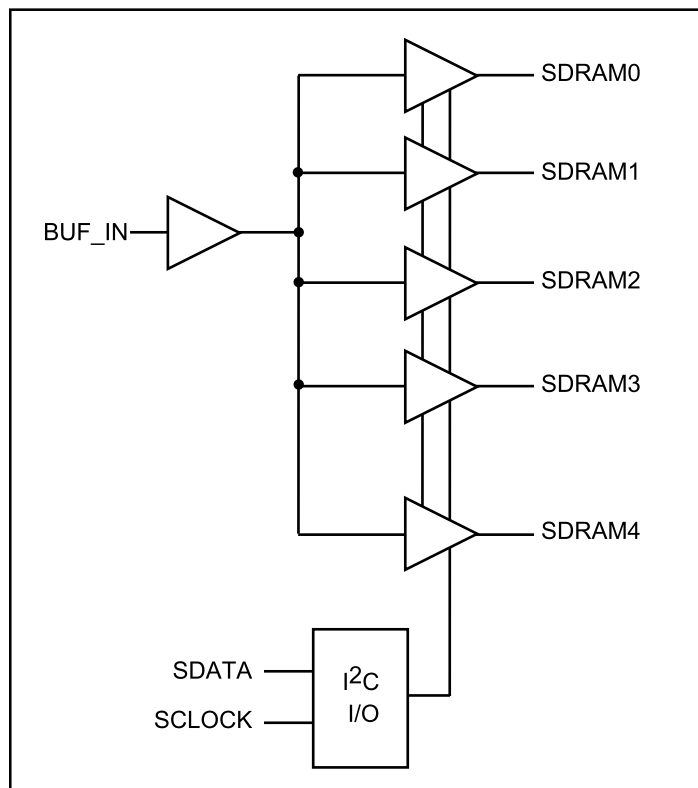 SDRAM0
SDRAM1
BUF_IN
SDRAM2
SDRAM3
SDRAM4
SDATA
I²C
I/O
SCLOCK